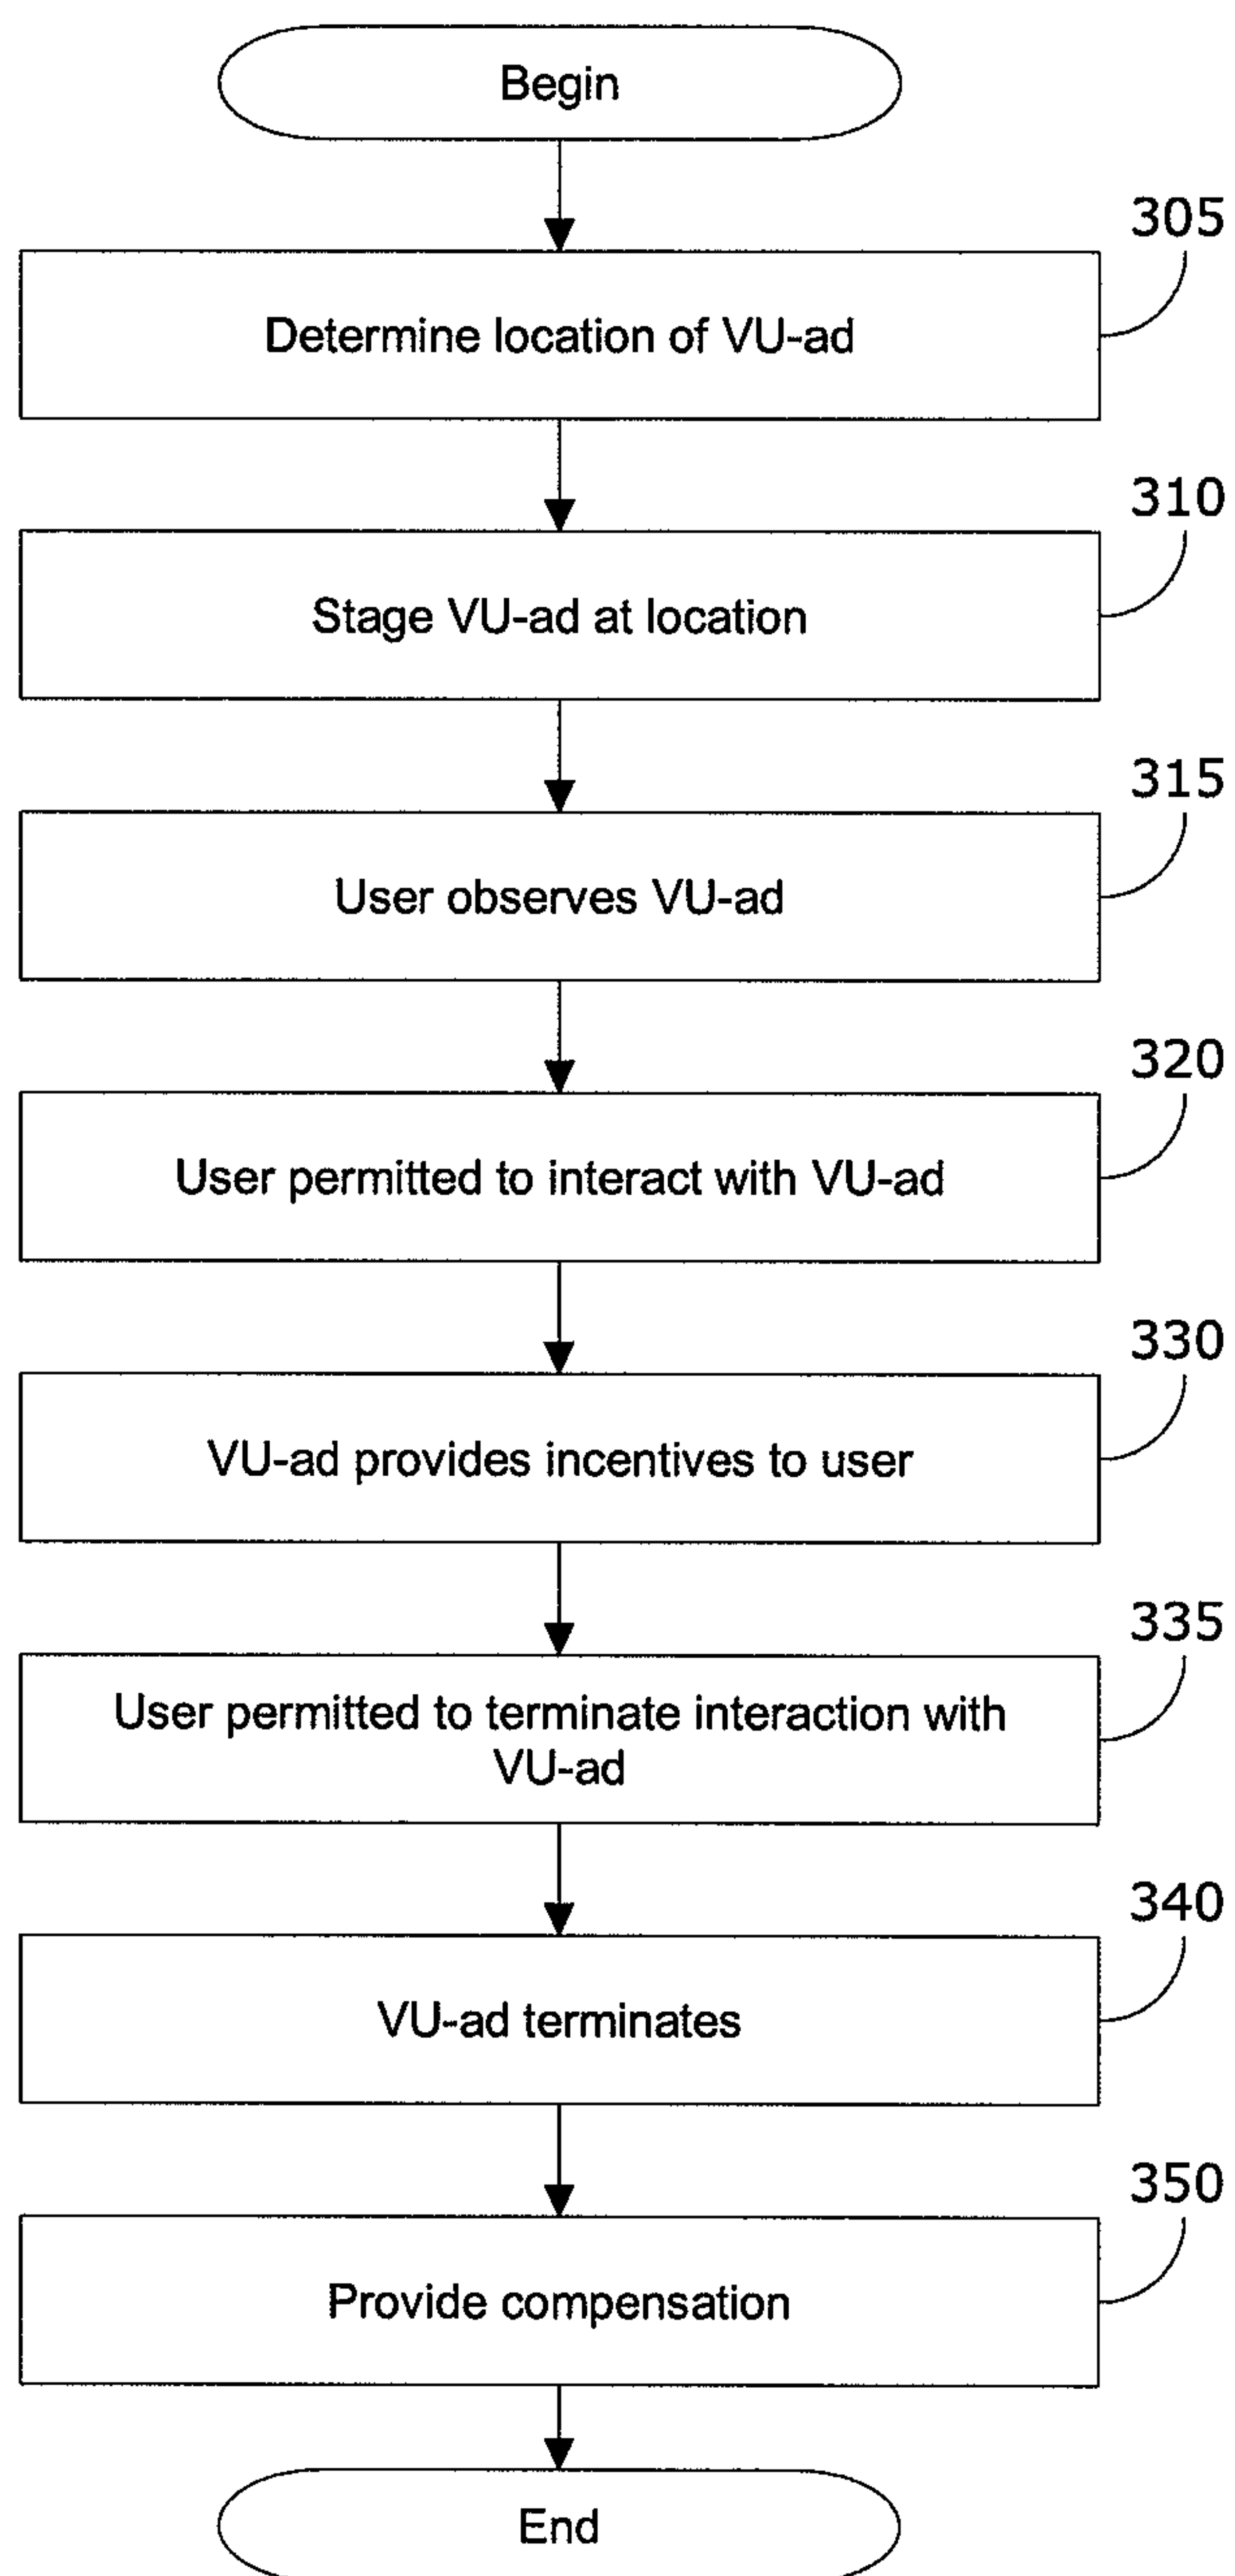 Begin
305
Determine location of VU-ad
310
Stage VU-ad at location
315
User observes VU-ad
320
User permitted to interact with VU-ad
330
VU-ad provides incentives to user
335
User permitted to terminate interaction with
VU-ad
340
VU-ad terminates
350
Provide compensation
End